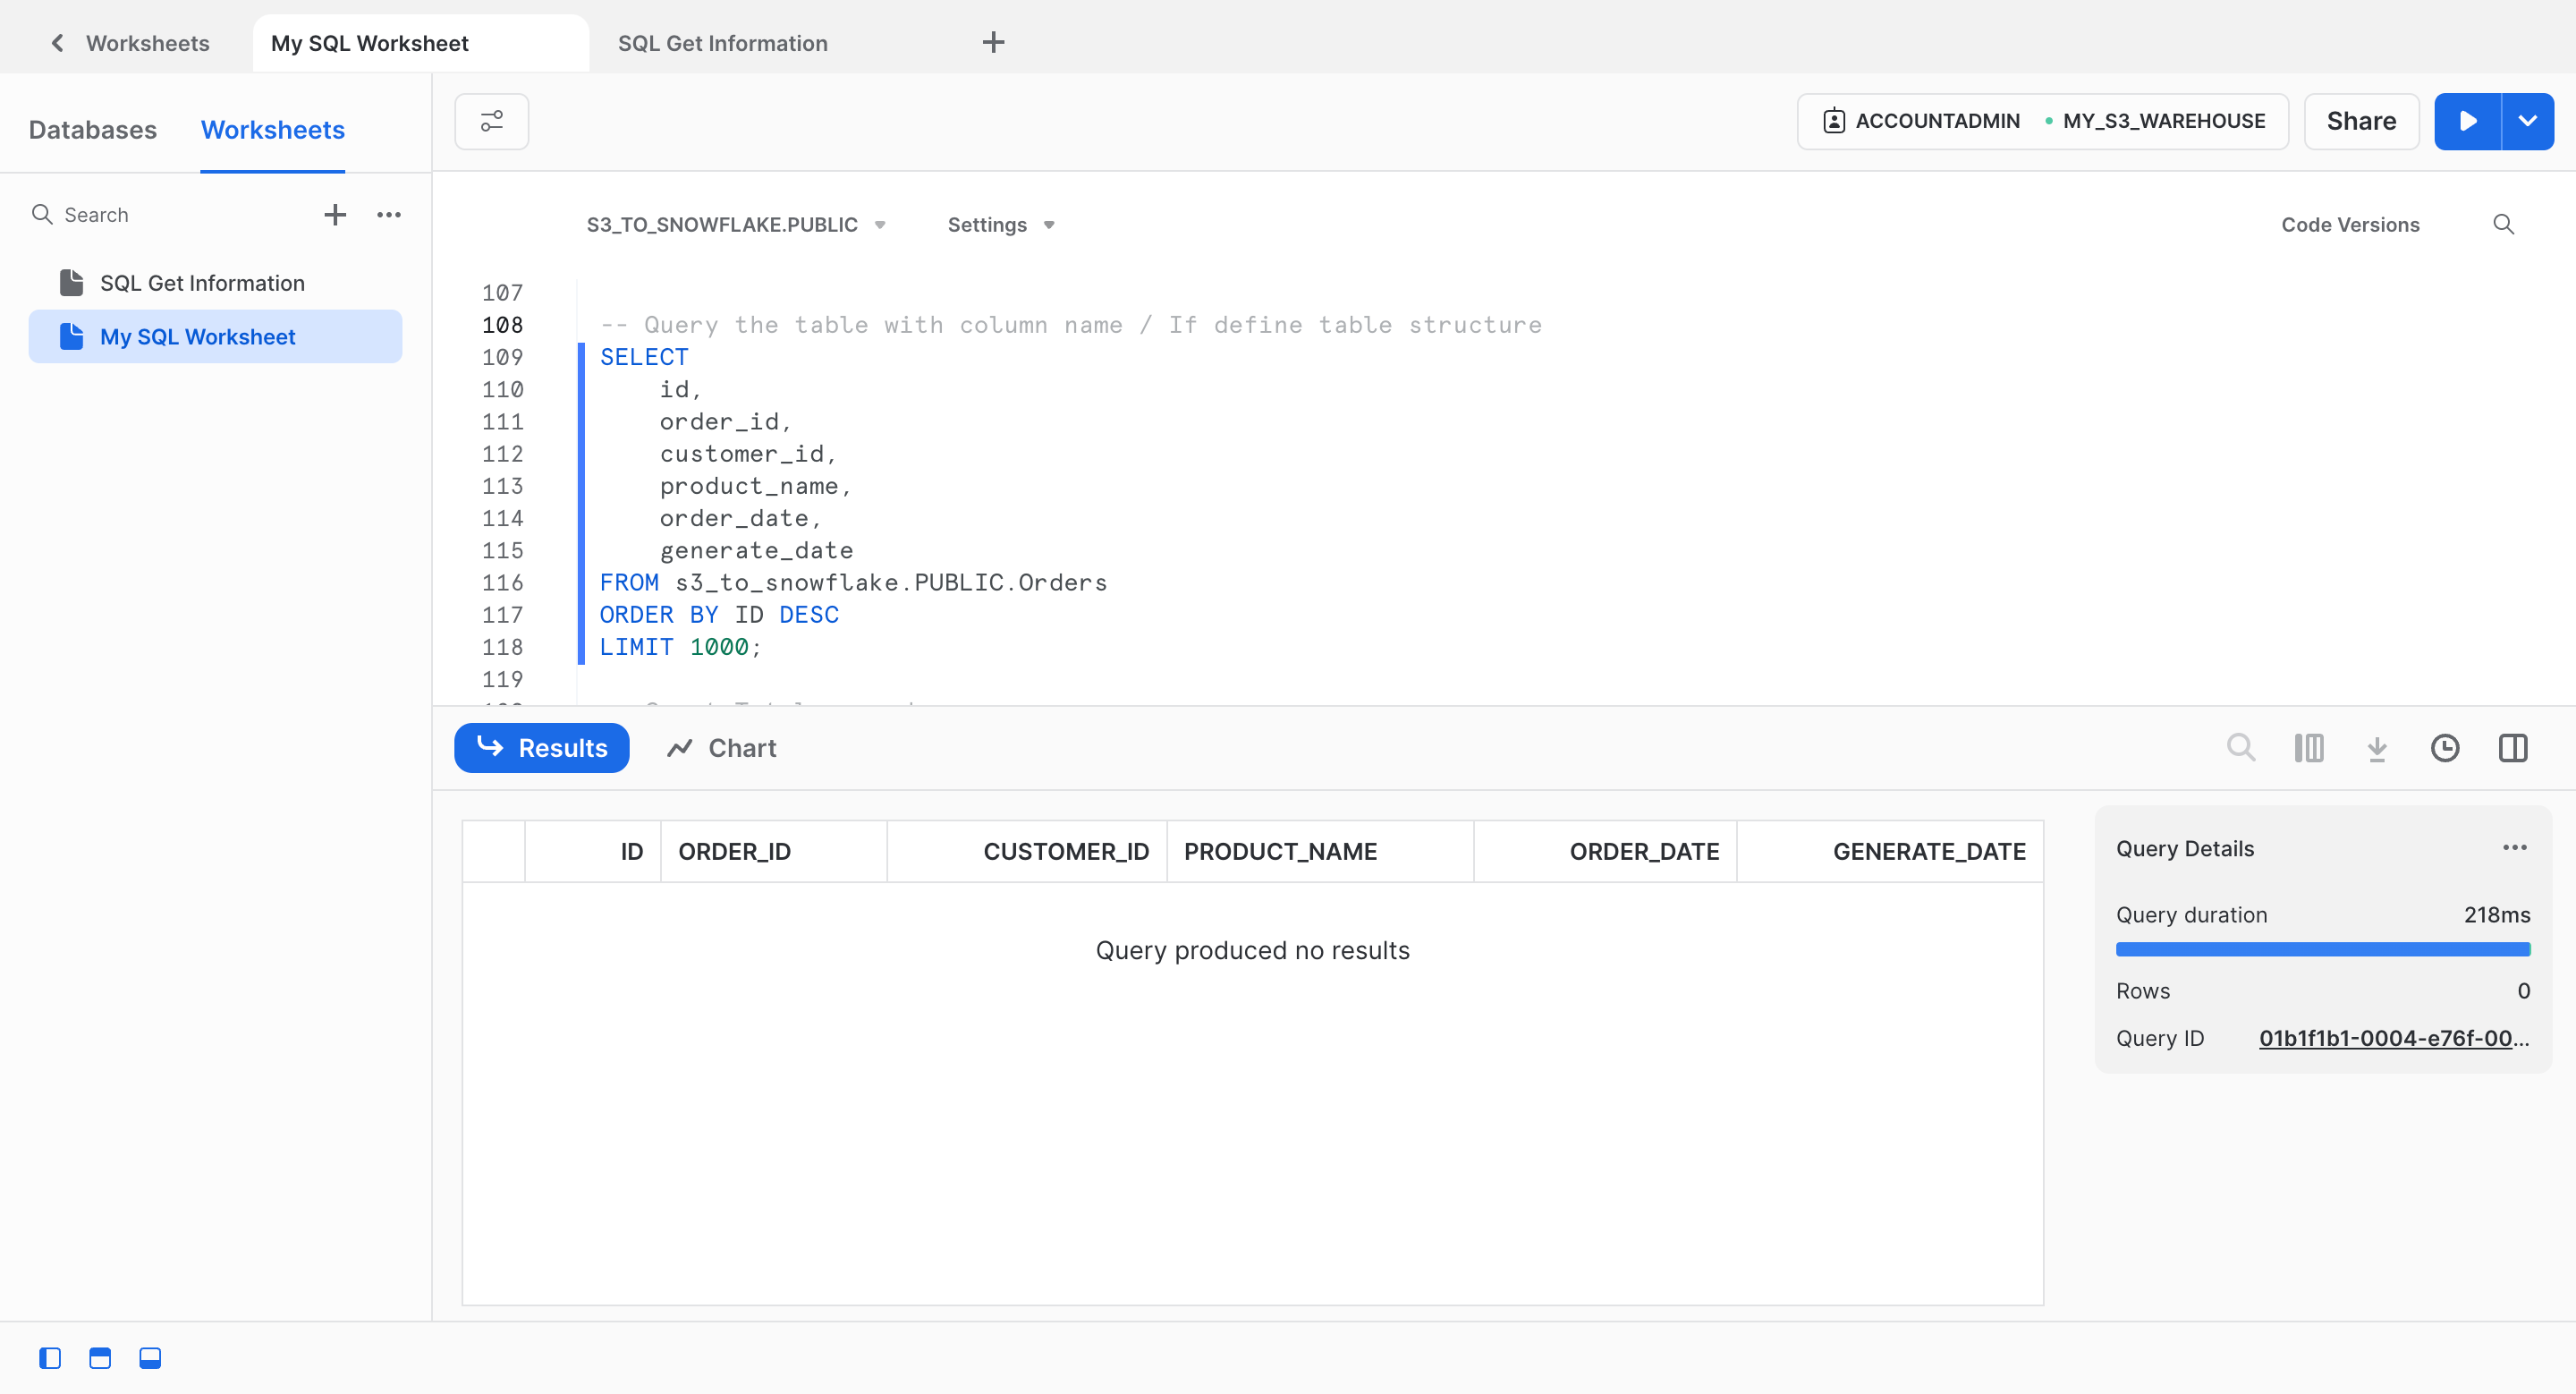 Worksheets
My SQL Worksheet
SQL Get Information
Databases
Worksheets
Search
SQL Get Information
My SQL Worksheet
ACCOUNTADMIN
MY_S3_WAREHOUSE
Share
S3_TO_SNOWFLAKE.PUBLIC
Settings
Code Versions
107
108 -- Query the table with column name / If define table structure
109 SELECT
110 id,
111 order_id,
112 customer_id,
113 product_name,
114 order_date,
115 generate_date
116 FROM s3_to_snowflake.PUBLIC.Orders
117 ORDER BY ID DESC
118 LIMIT 1000;
119
Results
Chart
ID ORDER_ID CUSTOMER_ID PRODUCT_NAME ORDER_DATE GENERATE_DATE
Query produced no results
Query Details
Query duration 218ms
Rows 0
Query ID 01b1f1b1-0004-e76f-00...